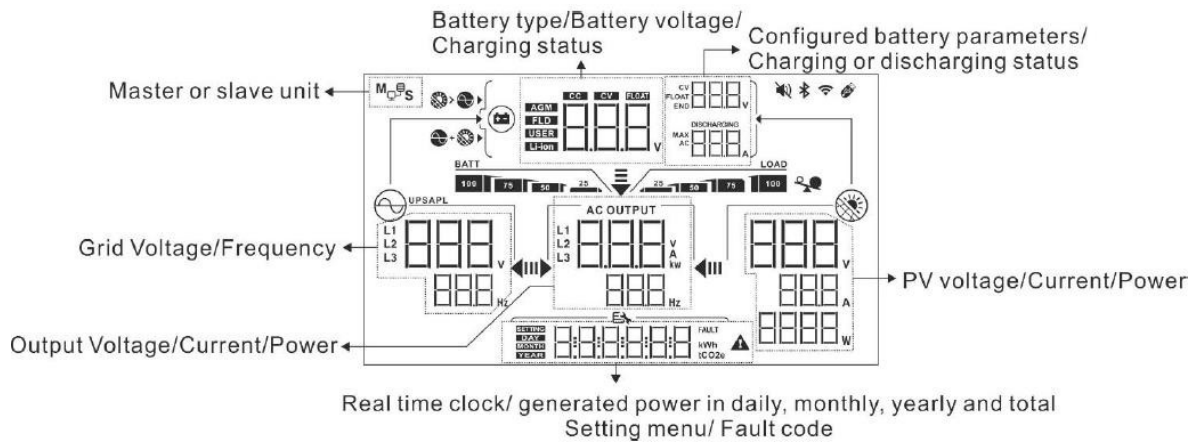 Battery type/Battery voltage/
Charging status
Configured battery parameters/
Charging or discharging status
Master or slave unit
M S
CC CV FLOAT
AGM
FLD
USER
Li-ion
V
CV
FLOAT
END
V
DISCHARGING
MAX
AC
A
BATT
LOAD
100 75 50 25
25 50 75 100
UPSAPL
L1
L2
L3
V
Hz
Grid Voltage/Frequency
AC OUTPUT
L1
L2
L3
V
A
kw
Hz
V
A
W
PV voltage/Current/Power
Output Voltage/Current/Power
SETTING
DAY
MONTH
YEAR
FAULT
kWh
tCO2e
Real time clock/ generated power in daily, monthly, yearly and total
Setting menu/ Fault code